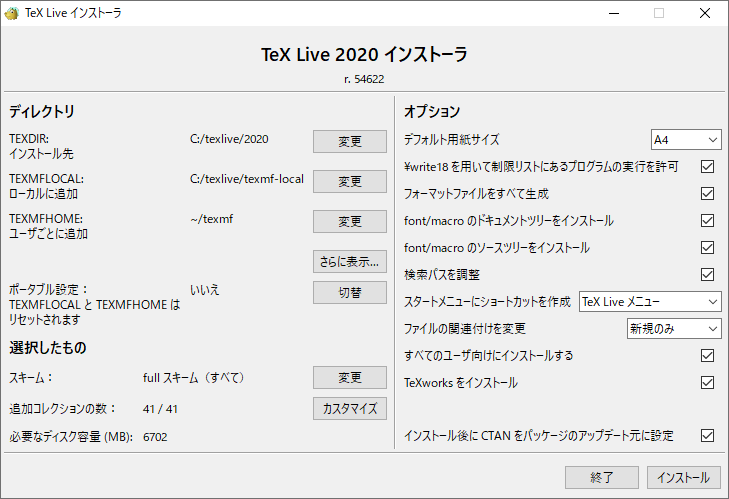 TeX Live インストーラ
TeX Live 2020 インストーラ
r. 54622
ディレクトリ
TEXDIR: C:/texlive/2020 変更
インストール先
TEXMFLOCAL: C:/texlive/texmf-local 変更
ローカルに追加
TEXMFHOME: ~/texmf 変更
ユーザごとに追加
さらに表示...
ポータブル設定： いいえ 切替
TEXMFLOCAL と TEXMFHOME は
リセットされます
選択したもの
スキーム： full スキーム（すべて） 変更
追加コレクションの数： 41 / 41 カスタマイズ
必要なディスク容量 (MB): 6702
オプション
デフォルト用紙サイズ A4
¥write18 を用いて制限リストにあるプログラムの実行を許可
フォーマットファイルをすべて生成
font/macro のドキュメントツリーをインストール
font/macro のソースツリーをインストール
検索パスを調整
スタートメニューにショートカットを作成 TeX Live メニュー
ファイルの関連付けを変更 新規のみ
すべてのユーザ向けにインストールする
TeXworks をインストール
インストール後に CTAN をパッケージのアップデート元に設定
終了 インストール